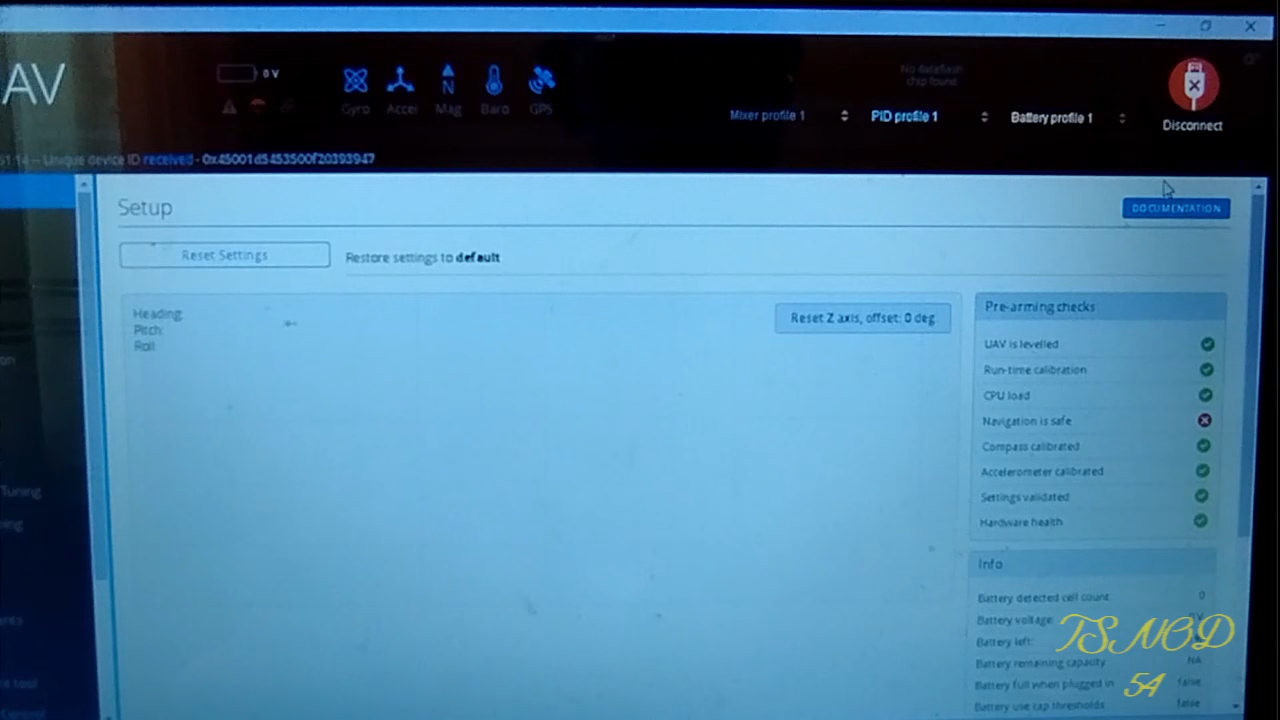 AV
0 V
Gyro Accel Mag Baro GPS
No dataflash
chip found
Mixer profile 1
PID profile 1
Battery profile 1
Disconnect
Unique device ID received - 0x45001d5453500f20393947
Setup
DOCUMENTATION
Reset Settings
Restore settings to default
Heading:
Pitch:
Roll:
Reset Z axis, offset: 0 deg
Pre-arming checks
UAV is levelled
Run-time calibration
CPU load
Navigation is safe
Compass calibrated
Accelerometer calibrated
Settings validated
Hardware health
Info
Battery detected cell count 0
Battery voltage:
Battery left:
Battery remaining capacity NA
Battery full when plugged in false
Battery use cap thresholds false
Tuning
TSNOD
54